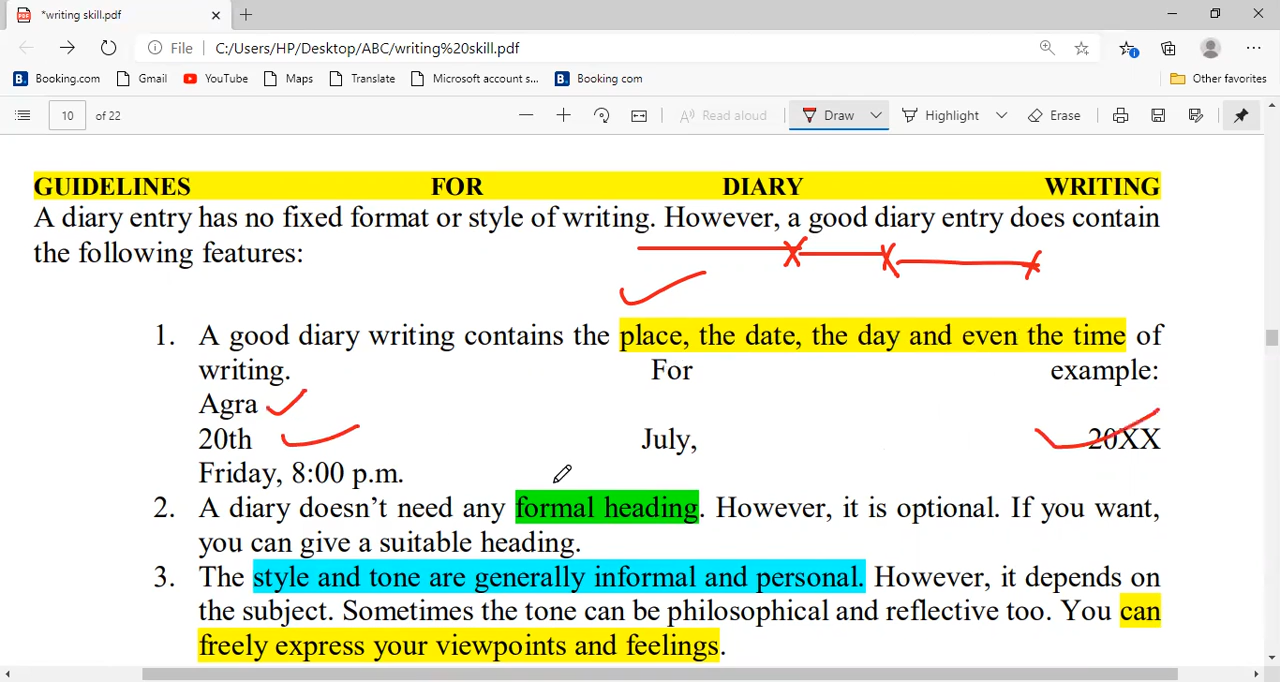 *writing skill.pdf
File C:/Users/HP/Desktop/ABC/writing%20skill.pdf
Booking.com Gmail YouTube Maps Translate Microsoft account s... Booking com Other favorites
10 of 22 Read aloud Draw Highlight Erase
GUIDELINES FOR DIARY WRITING
A diary entry has no fixed format or style of writing. However, a good diary entry does contain
the following features:
1. A good diary writing contains the place, the date, the day and even the time of
writing. For example:
Agra
20th July, 20XX
Friday, 8:00 p.m.
2. A diary doesn’t need any formal heading. However, it is optional. If you want,
you can give a suitable heading.
3. The style and tone are generally informal and personal. However, it depends on
the subject. Sometimes the tone can be philosophical and reflective too. You can
freely express your viewpoints and feelings.